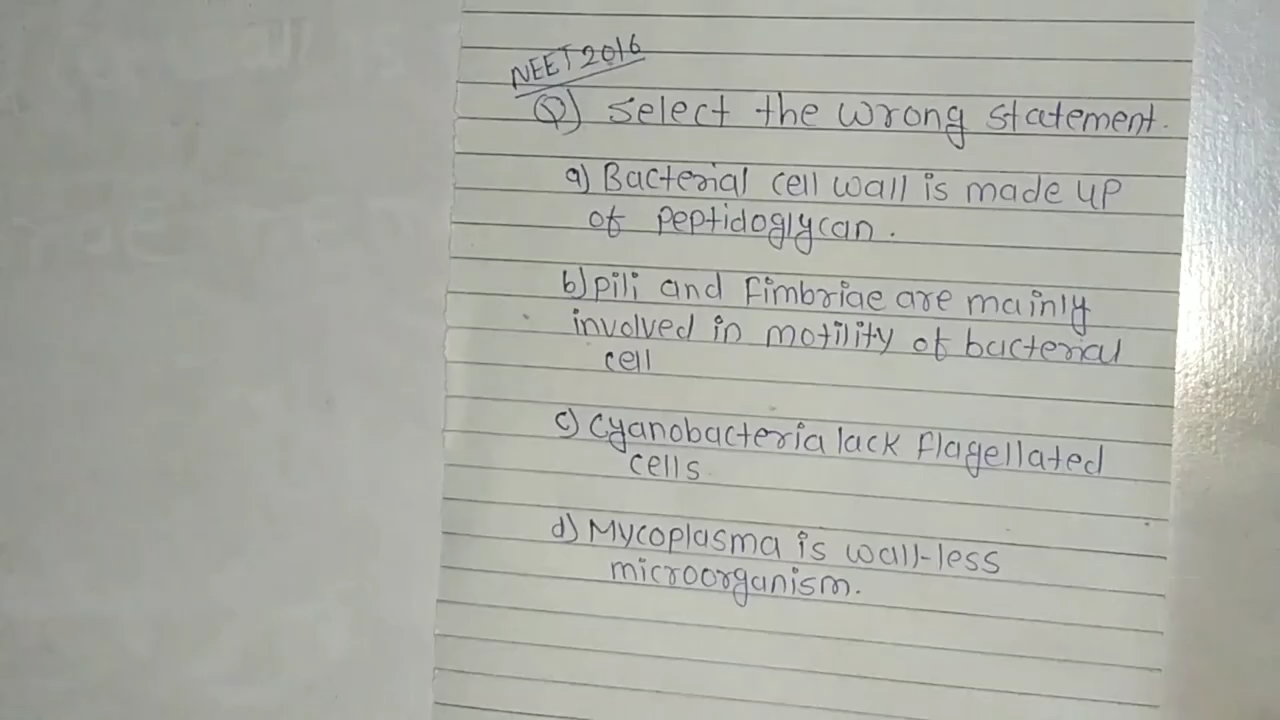 NEET 2016
Q) Select the wrong statement.
a) Bacterial cell wall is made up
of peptidoglycan.
b) Pili and fimbriae are mainly
involved in motility of bacterial
cell
c) Cyanobacteria lack flagellated
cells
d) Mycoplasma is wall-less
microorganism.